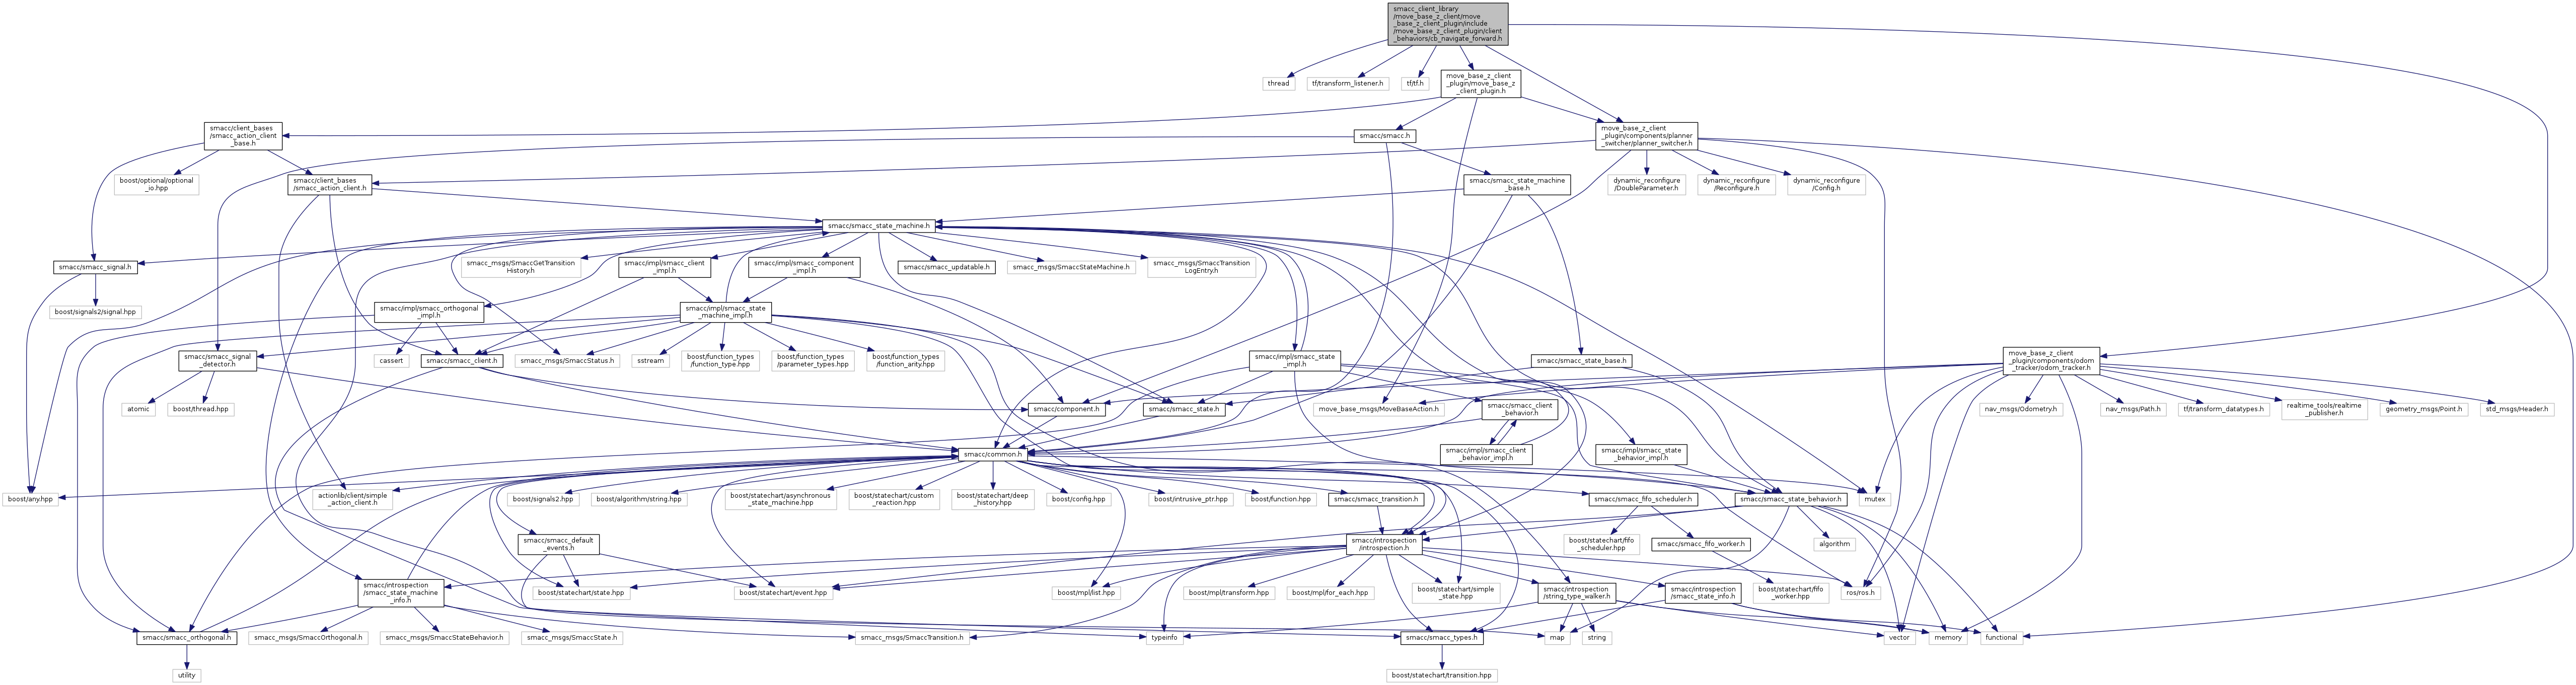 smacc_client_library
/move_base_z_client/move
_base_z_client_plugin/include
/move_base_z_client_plugin/client
_behaviors/cb_navigate_forward.h
thread
tf/transform_listener.h
tf/tf.h
move_base_z_client
_plugin/move_base_z
_client_plugin.h
smacc/client_bases
/smacc_action_client
_base.h
smacc/smacc.h
move_base_z_client
_plugin/components/planner
_switcher/planner_switcher.h
boost/optional/optional
_io.hpp
smacc/client_bases
/smacc_action_client.h
smacc/smacc_state_machine
_base.h
dynamic_reconfigure
/DoubleParameter.h
dynamic_reconfigure
/Reconfigure.h
dynamic_reconfigure
/Config.h
smacc/smacc_state_machine.h
smacc/smacc_signal.h
smacc_msgs/SmaccGetTransition
History.h
smacc/impl/smacc_client
_impl.h
smacc/impl/smacc_component
_impl.h
smacc/smacc_updatable.h
smacc_msgs/SmaccStateMachine.h
smacc_msgs/SmaccTransition
LogEntry.h
boost/signals2/signal.hpp
smacc/impl/smacc_orthogonal
_impl.h
smacc/impl/smacc_state
_machine_impl.h
smacc/smacc_signal
_detector.h
cassert
smacc/smacc_client.h
smacc_msgs/SmaccStatus.h
sstream
boost/function_types
/function_type.hpp
boost/function_types
/parameter_types.hpp
boost/function_types
/function_arity.hpp
smacc/impl/smacc_state
_impl.h
smacc/smacc_state_base.h
move_base_z_client
_plugin/components/odom
_tracker/odom_tracker.h
atomic
boost/thread.hpp
smacc/component.h
smacc/smacc_state.h
smacc/smacc_client
_behavior.h
move_base_msgs/MoveBaseAction.h
nav_msgs/Odometry.h
nav_msgs/Path.h
tf/transform_datatypes.h
realtime_tools/realtime
_publisher.h
geometry_msgs/Point.h
std_msgs/Header.h
smacc/common.h
smacc/impl/smacc_client
_behavior_impl.h
smacc/impl/smacc_state
_behavior_impl.h
boost/any.hpp
actionlib/client/simple
_action_client.h
boost/signals2.hpp
boost/algorithm/string.hpp
boost/statechart/asynchronous
_state_machine.hpp
boost/statechart/custom
_reaction.hpp
boost/statechart/deep
_history.hpp
boost/config.hpp
boost/intrusive_ptr.hpp
boost/function.hpp
smacc/smacc_transition.h
smacc/smacc_fifo_scheduler.h
smacc/smacc_state_behavior.h
mutex
smacc/smacc_default
_events.h
smacc/introspection
/introspection.h
boost/statechart/fifo
_scheduler.hpp
smacc/smacc_fifo_worker.h
algorithm
smacc/introspection
/smacc_state_machine
_info.h
boost/statechart/state.hpp
boost/statechart/event.hpp
boost/mpl/list.hpp
boost/mpl/transform.hpp
boost/mpl/for_each.hpp
boost/statechart/simple
_state.hpp
smacc/introspection
/string_type_walker.h
smacc/introspection
/smacc_state_info.h
boost/statechart/fifo
_worker.hpp
ros/ros.h
smacc/smacc_orthogonal.h
smacc_msgs/SmaccOrthogonal.h
smacc_msgs/SmaccStateBehavior.h
smacc_msgs/SmaccState.h
smacc_msgs/SmaccTransition.h
typeinfo
smacc/smacc_types.h
map
string
vector
memory
functional
utility
boost/statechart/transition.hpp